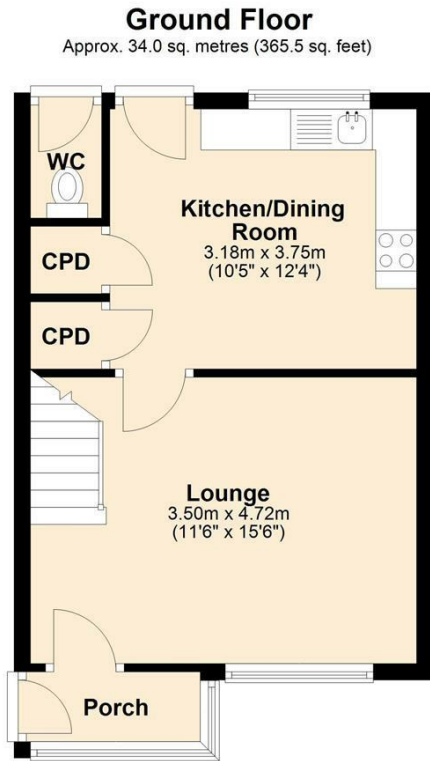 Ground Floor
Approx. 34.0 sq. metres (365.5 sq. feet)
WC
Kitchen/Dining
Room
3.18m x 3.75m
(10'5" x 12'4")
CPD
CPD
Lounge
3.50m x 4.72m
(11'6" x 15'6")
Porch